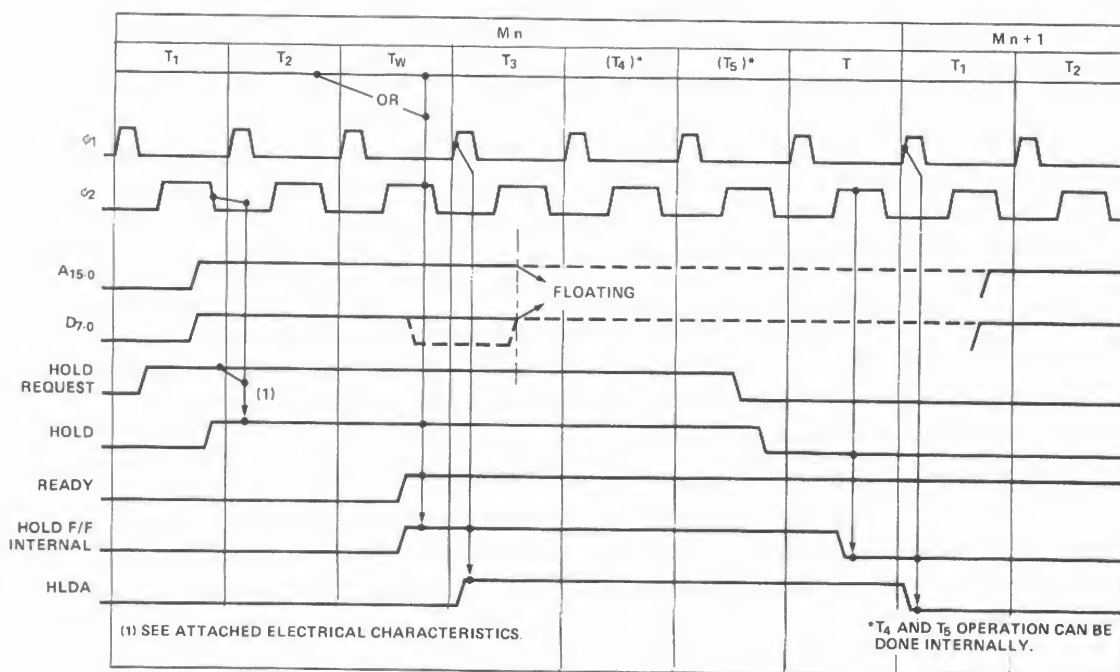 Mn Mn + 1
T1 T2 TW T3 (T4)* (T5)* T T1 T2
OR
φ1
φ2
A15-0
FLOATING
D7-0
HOLD
REQUEST
(1)
HOLD
READY
HOLD F/F
INTERNAL
HLDA
(1) SEE ATTACHED ELECTRICAL CHARACTERISTICS.
*T4 AND T5 OPERATION CAN BE
DONE INTERNALLY.